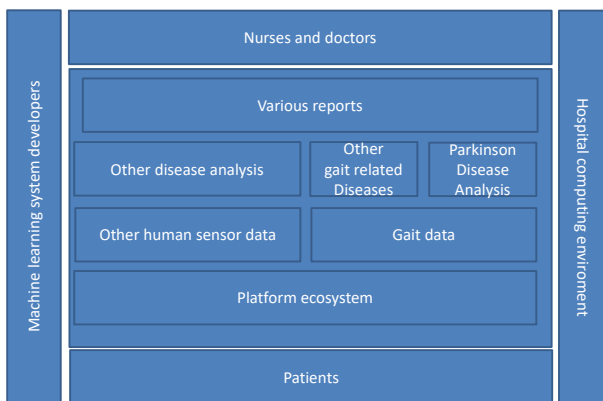 Machine learning system developers
Nurses and doctors
Various reports
Other disease analysis
Other
gait related
Diseases
Parkinson
Disease
Analysis
Other human sensor data
Gait data
Platform ecosystem
Patients
Hospital computing enviroment